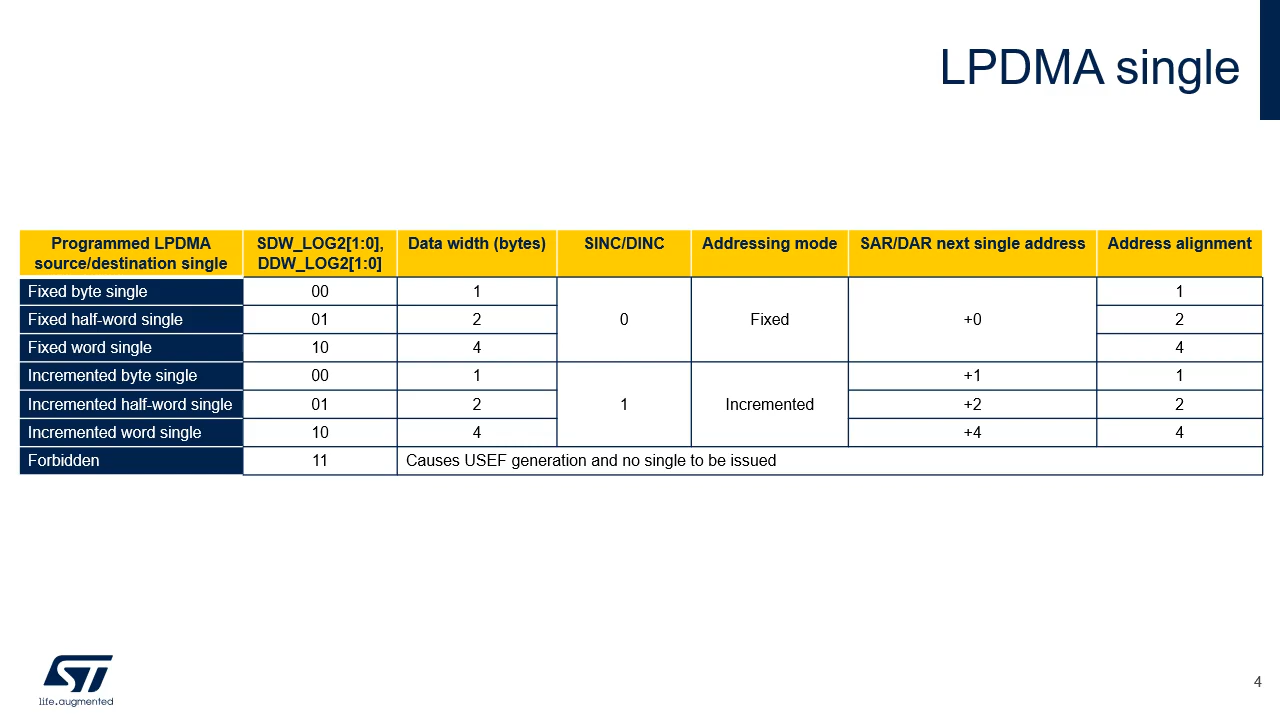 LPDMA single
Programmed LPDMA source/destination single SDW_LOG2[1:0], DDW_LOG2[1:0] Data width (bytes) SINC/DINC Addressing mode SAR/DAR next single address Address alignment
Fixed byte single 00 1 0 Fixed +0 1
Fixed half-word single 01 2 2
Fixed word single 10 4 4
Incremented byte single 00 1 1 Incremented +1 1
Incremented half-word single 01 2 +2 2
Incremented word single 10 4 +4 4
Forbidden 11 Causes USEF generation and no single to be issued
ST
life.augmented
4